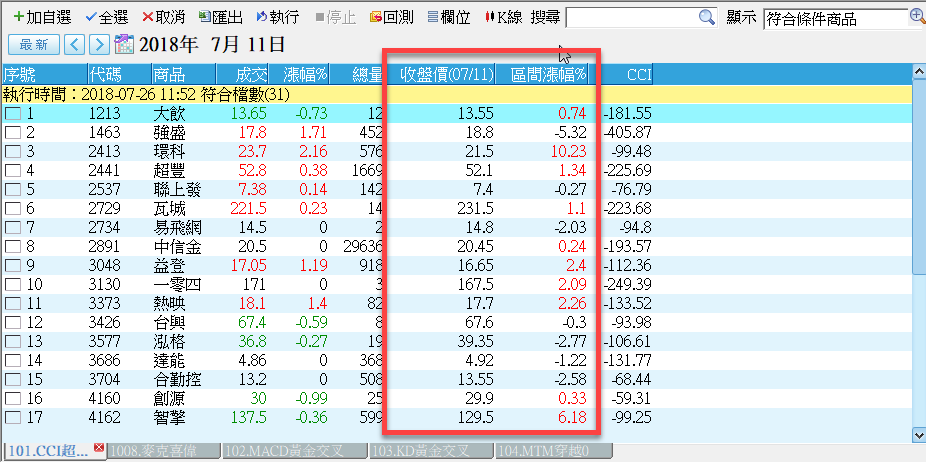 加自選 全選 取消 匯出 執行 停止 回測 欄位 K線 搜尋 顯示 符合條件商品
最新 2018年 7月 11日
序號 代碼 商品 成交 漲幅% 總量 收盤價(07/11) 區間漲幅% CCI
執行時間：2018-07-26 11:52 符合檔數(31)
1 1213 大飲 13.65 -0.73 12 13.55 0.74 -181.55
2 1463 強盛 17.8 1.71 452 18.8 -5.32 -405.87
3 2413 環科 23.7 2.16 576 21.5 10.23 -99.48
4 2441 超豐 52.8 0.38 1669 52.1 1.34 -225.69
5 2537 聯上發 7.38 0.14 142 7.4 -0.27 -76.79
6 2729 瓦城 221.5 0.23 14 231.5 1.1 -223.68
7 2734 易飛網 14.5 0 2 14.8 -2.03 -94.8
8 2891 中信金 20.5 0 29636 20.45 0.24 -193.57
9 3048 益登 17.05 1.19 918 16.65 2.4 -112.36
10 3130 一零四 171 0 3 167.5 2.09 -249.39
11 3373 熱映 18.1 1.4 82 17.7 2.26 -133.52
12 3426 台興 67.4 -0.59 8 67.6 -0.3 -93.98
13 3577 泓格 36.8 -0.27 19 39.35 -2.77 -106.61
14 3686 達能 4.86 0 368 4.92 -1.22 -131.77
15 3704 合勤控 13.2 0 508 13.55 -2.58 -68.44
16 4160 創源 30 -0.99 25 29.9 0.33 -59.31
17 4162 智擎 137.5 -0.36 599 129.5 6.18 -99.25
101.CCI超... 1008.麥克喜偉 102.MACD黃金交叉 103.KD黃金交叉 104.MTM穿越0